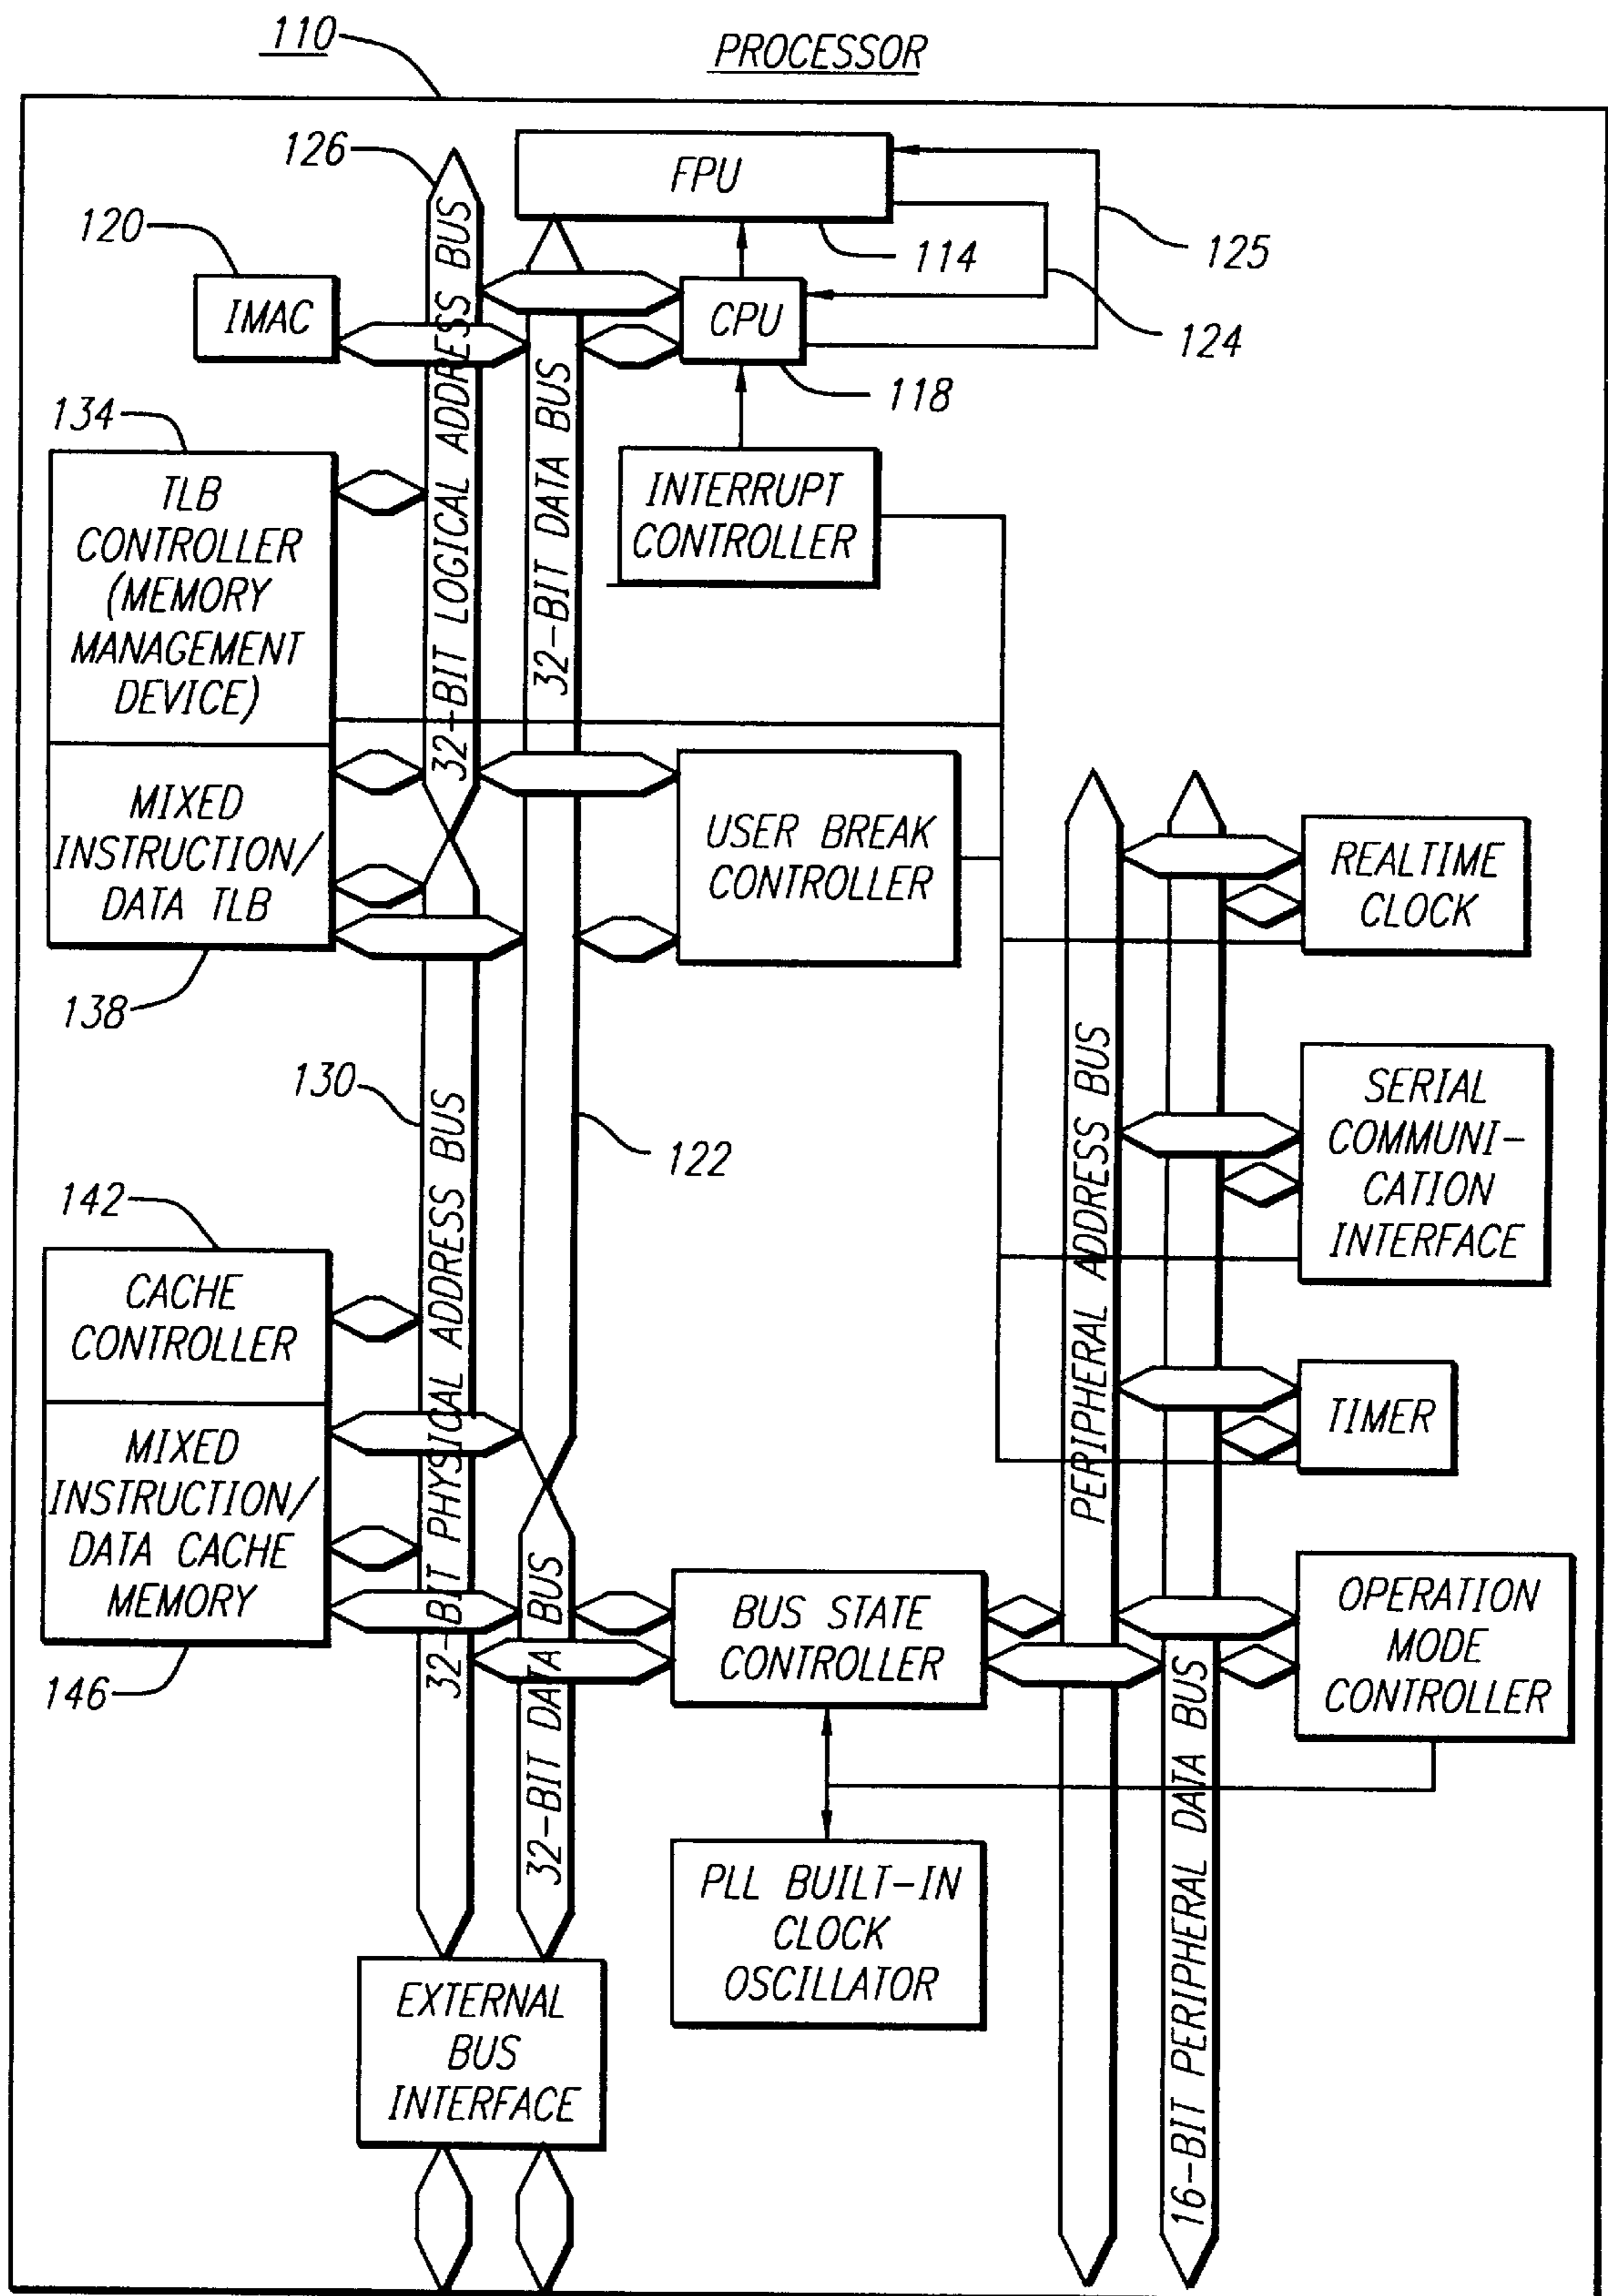 110
PROCESSOR
126
FPU
120
125
114
IMAC
CPU
124
118
32-BIT LOGICAL ADDRESS BUS
32-BIT DATA BUS
134
TLB
CONTROLLER
(MEMORY
MANAGEMENT
DEVICE)
INTERRUPT
CONTROLLER
MIXED
INSTRUCTION/
DATA TLB
138
USER BREAK
CONTROLLER
REALTIME
CLOCK
130
122
32-BIT PHYSICAL ADDRESS BUS
PERIPHERAL ADDRESS BUS
SERIAL
COMMUNI-
CATION
INTERFACE
142
CACHE
CONTROLLER
MIXED
INSTRUCTION/
DATA CACHE
MEMORY
146
TIMER
32-BIT DATA BUS
BUS STATE
CONTROLLER
OPERATION
MODE
CONTROLLER
16-BIT PERIPHERAL DATA BUS
PLL BUILT-IN
CLOCK
OSCILLATOR
EXTERNAL
BUS
INTERFACE